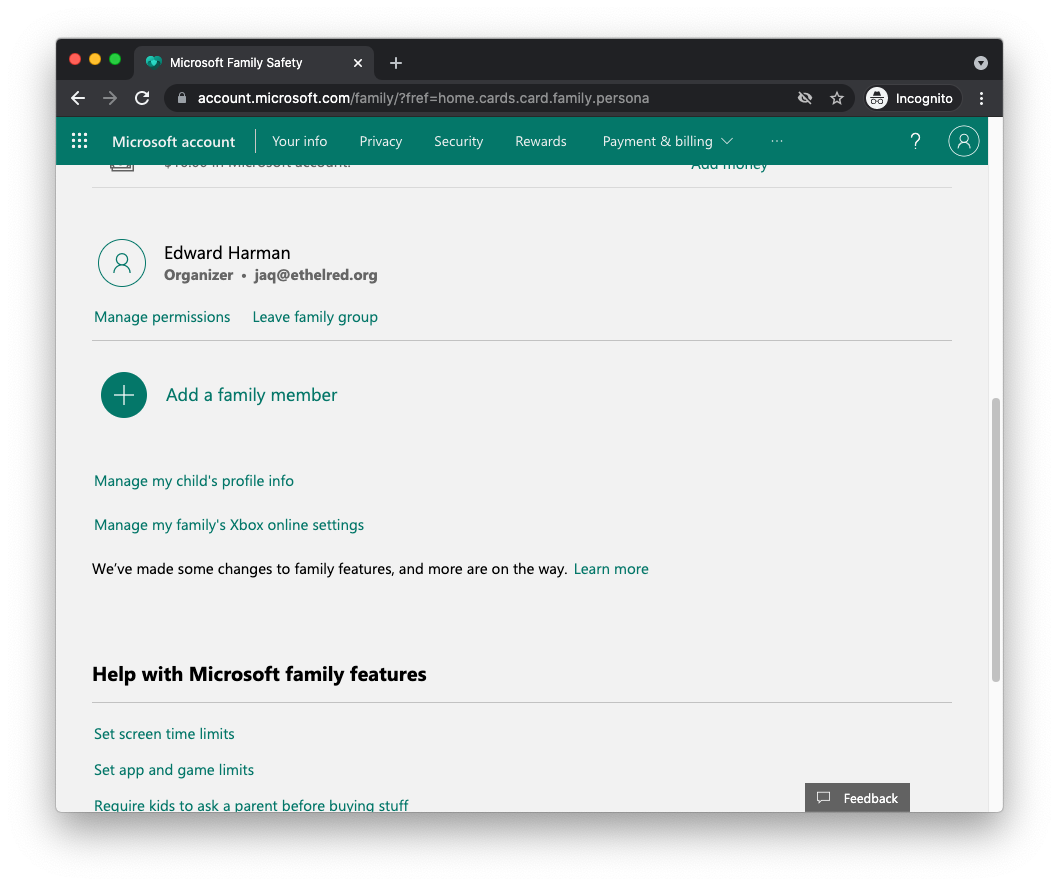 Microsoft Family Safety
account.microsoft.com/family/?fref=home.cards.card.family.persona
Incognito
Microsoft account
Your info
Privacy
Security
Rewards
Payment & billing
...
?
in Microsoft account.
Add money
Edward Harman
Organizer • jaq@ethelred.org
Manage permissions
Leave family group
Add a family member
Manage my child's profile info
Manage my family's Xbox online settings
We've made some changes to family features, and more are on the way. Learn more
Help with Microsoft family features
Set screen time limits
Set app and game limits
Require kids to ask a parent before buying stuff
Feedback